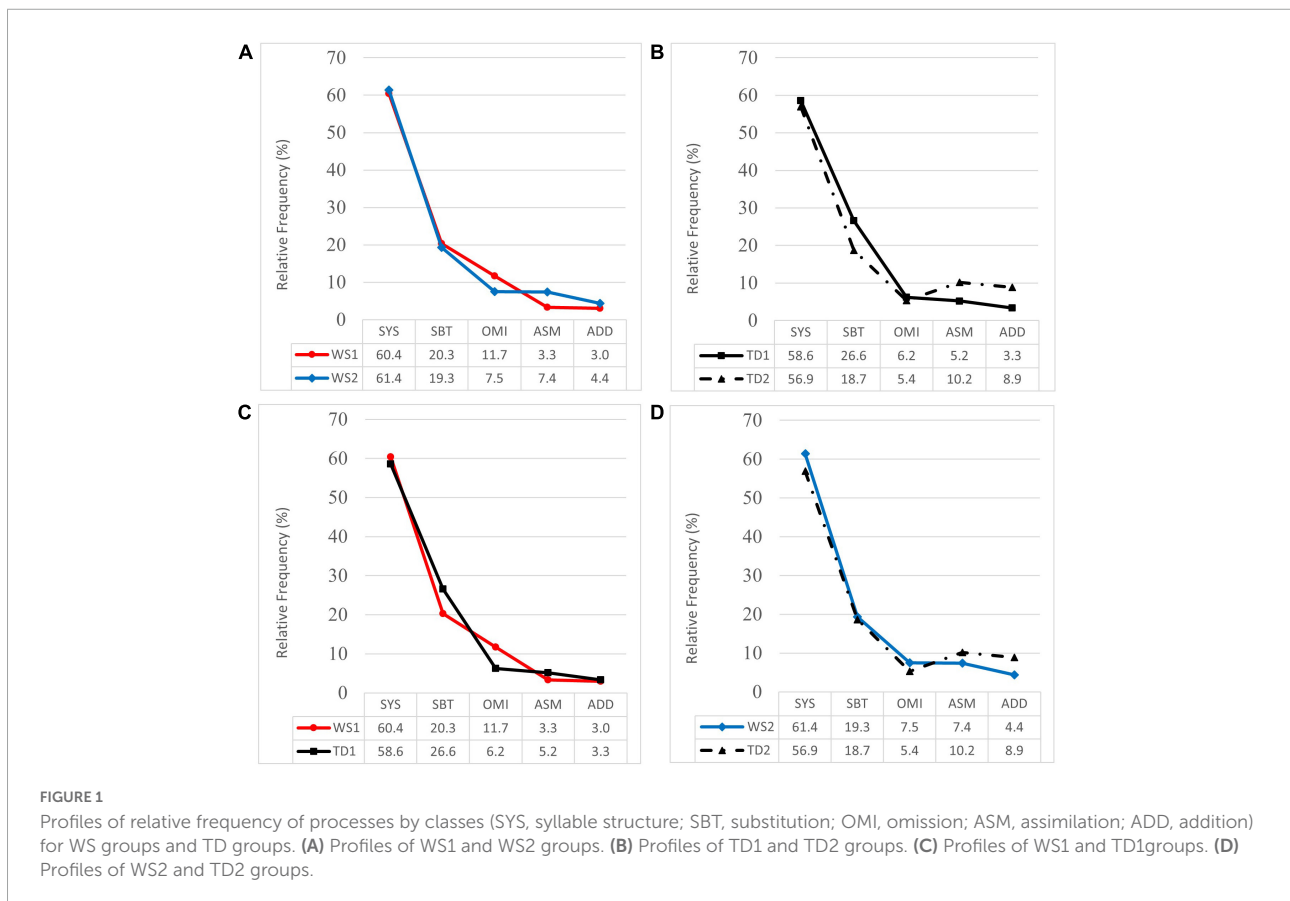 A
Relative Frequency (%)
70
60
50
40
30
20
10
0
SYS SBT OMI ASM ADD
WS1 60.4 20.3 11.7 3.3 3.0
WS2 61.4 19.3 7.5 7.4 4.4
B
Relative Frequency (%)
70
60
50
40
30
20
10
0
SYS SBT OMI ASM ADD
TD1 58.6 26.6 6.2 5.2 3.3
TD2 56.9 18.7 5.4 10.2 8.9
C
Relative Frequency (%)
70
60
50
40
30
20
10
0
SYS SBT OMI ASM ADD
WS1 60.4 20.3 11.7 3.3 3.0
TD1 58.6 26.6 6.2 5.2 3.3
D
Relative Frequency (%)
70
60
50
40
30
20
10
0
SYS SBT OMI ASM ADD
WS2 61.4 19.3 7.5 7.4 4.4
TD2 56.9 18.7 5.4 10.2 8.9
FIGURE 1
Profiles of relative frequency of processes by classes (SYS, syllable structure; SBT, substitution; OMI, omission; ASM, assimilation; ADD, addition)
for WS groups and TD groups. (A) Profiles of WS1 and WS2 groups. (B) Profiles of TD1 and TD2 groups. (C) Profiles of WS1 and TD1groups. (D)
Profiles of WS2 and TD2 groups.